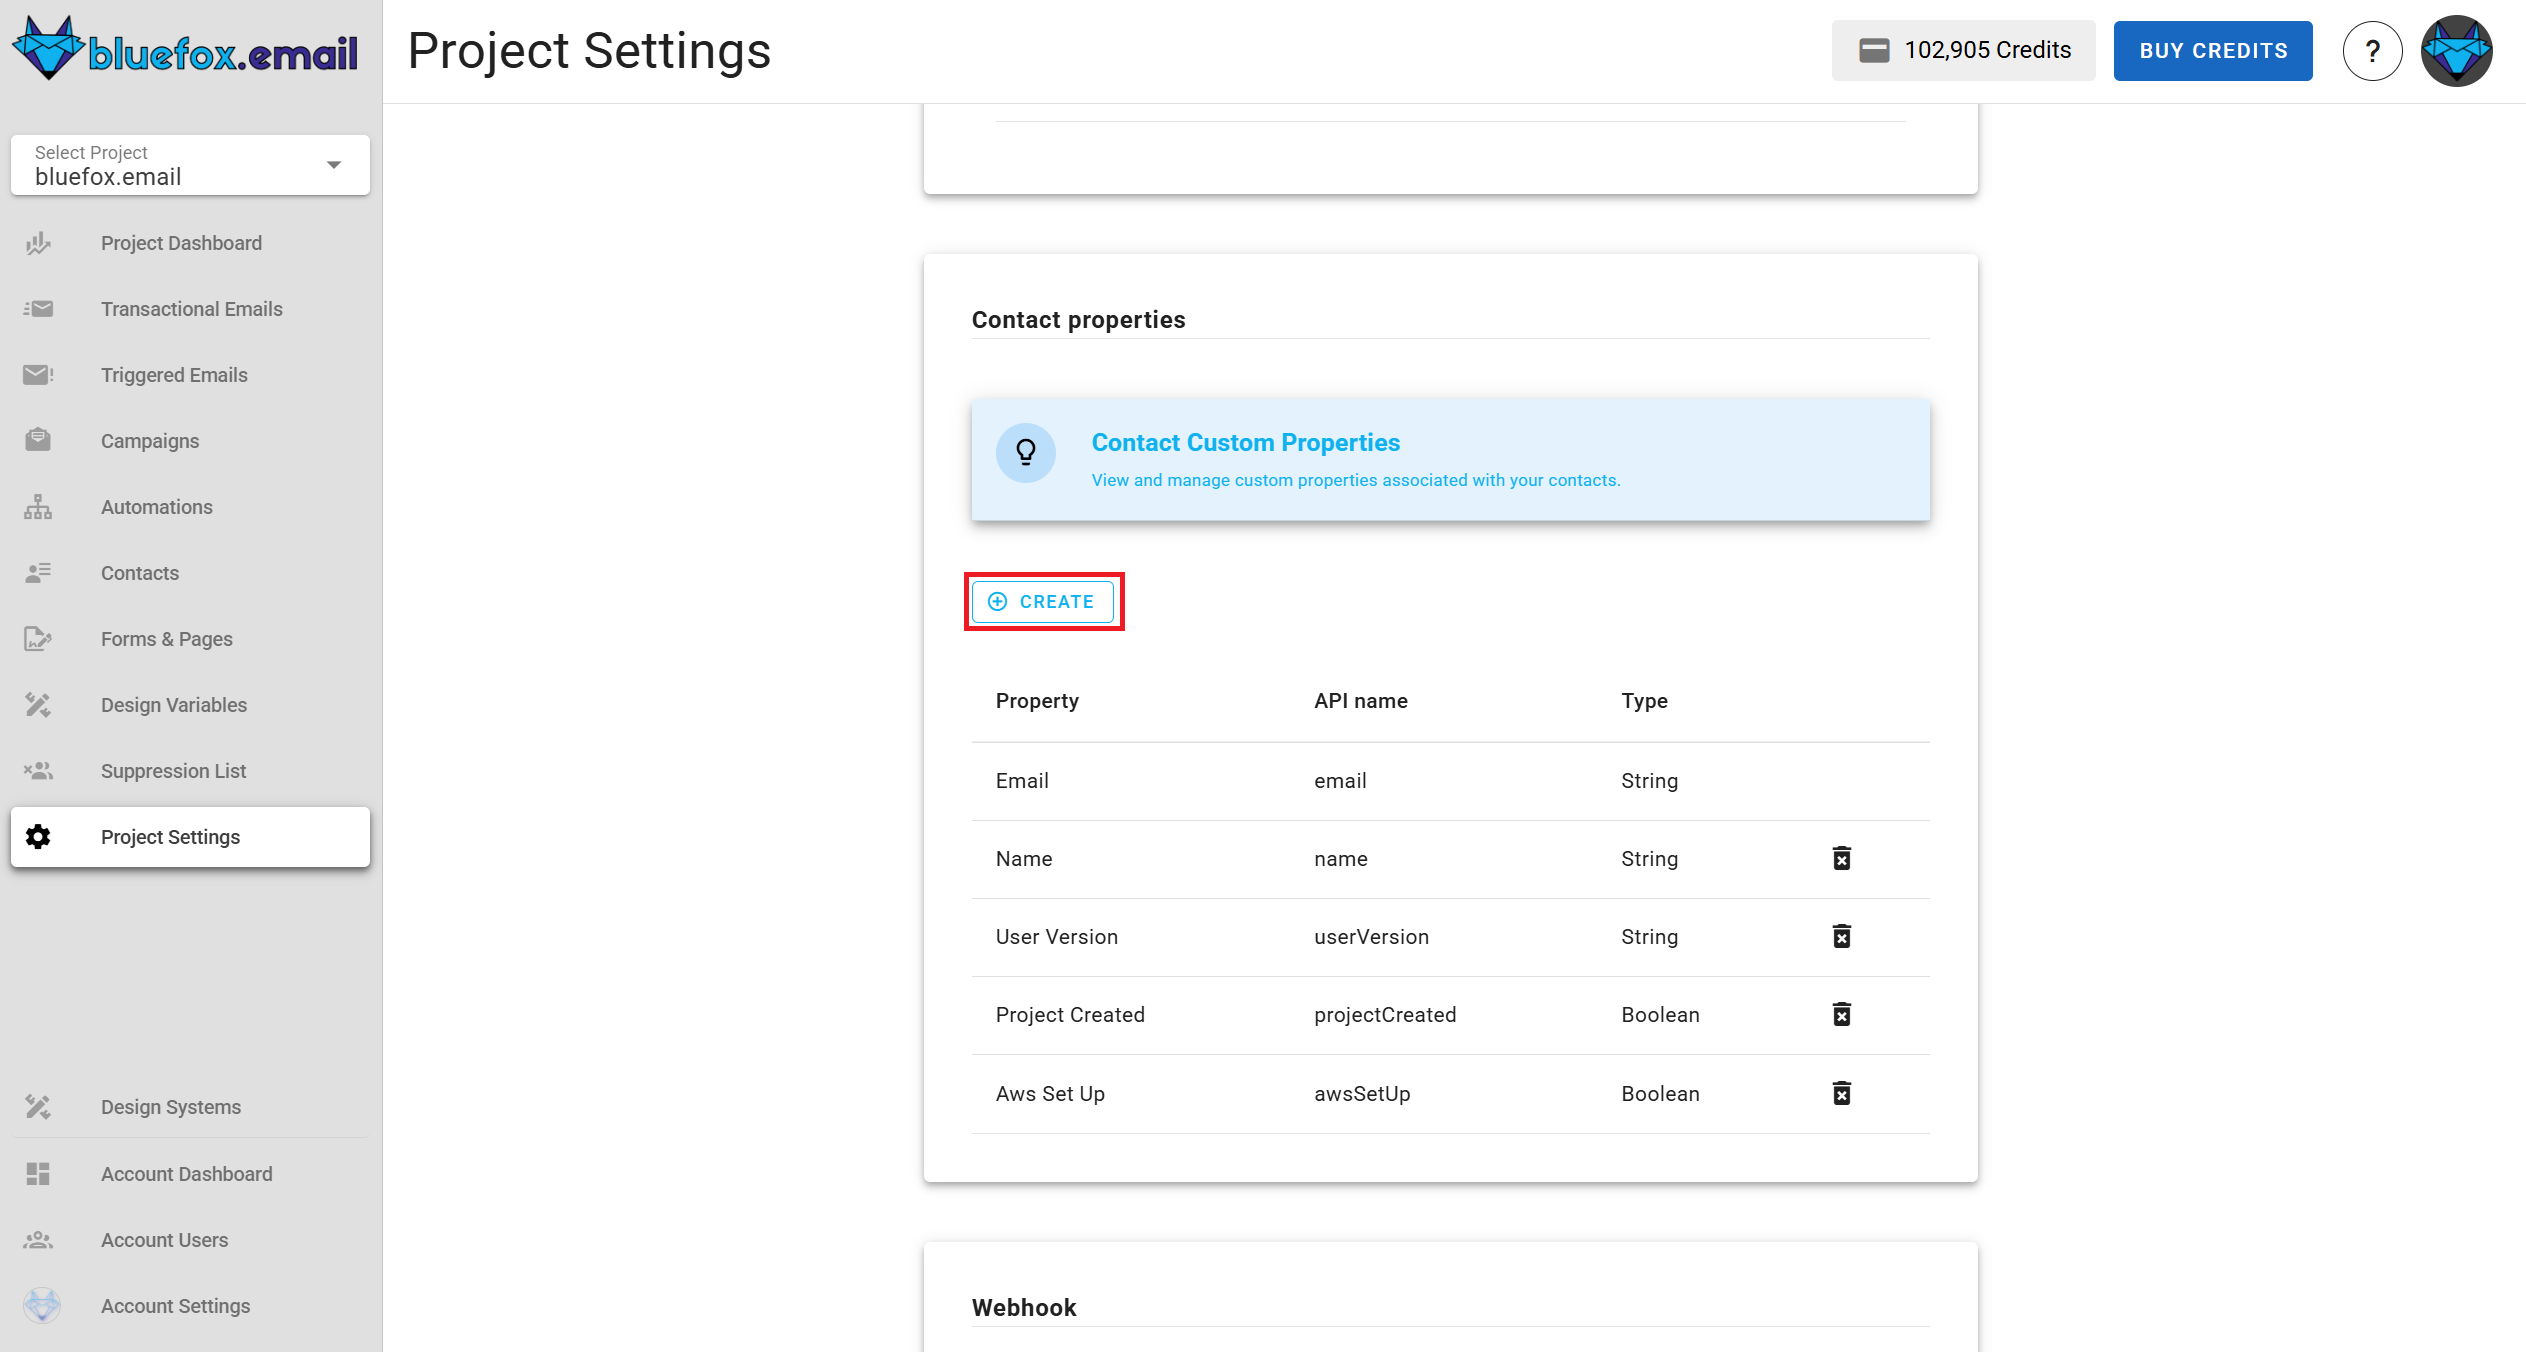 bluefox.email
Project Settings
102,905 Credits
BUY CREDITS
?
Select Project
bluefox.email
Project Dashboard
Transactional Emails
Triggered Emails
Campaigns
Automations
Contacts
Forms & Pages
Design Variables
Suppression List
Project Settings
Design Systems
Account Dashboard
Account Users
Account Settings
Contact properties
Contact Custom Properties
View and manage custom properties associated with your contacts.
CREATE
Property API name Type
Email email String
Name name String
User Version userVersion String
Project Created projectCreated Boolean
Aws Set Up awsSetUp Boolean
Webhook